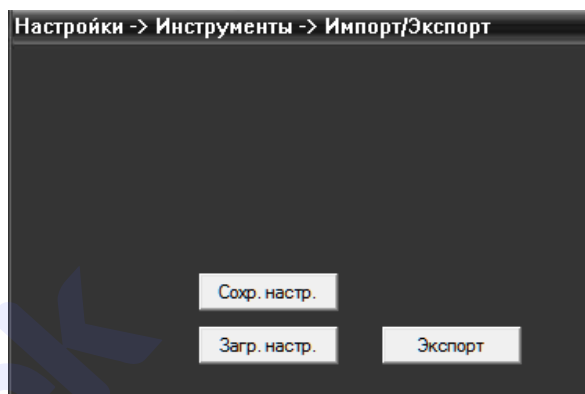 Настройки -> Инструменты -> Импорт/Экспорт
Сохр. настр.
Загр. настр.
Экспорт